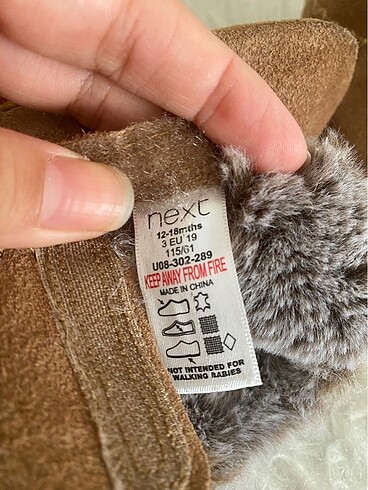 next
12-18mths
3 EU 19
115/61
U08-302-289
KEEP AWAY FROM FIRE
MADE IN CHINA
NOT INTENDED FOR
WALKING BABIES